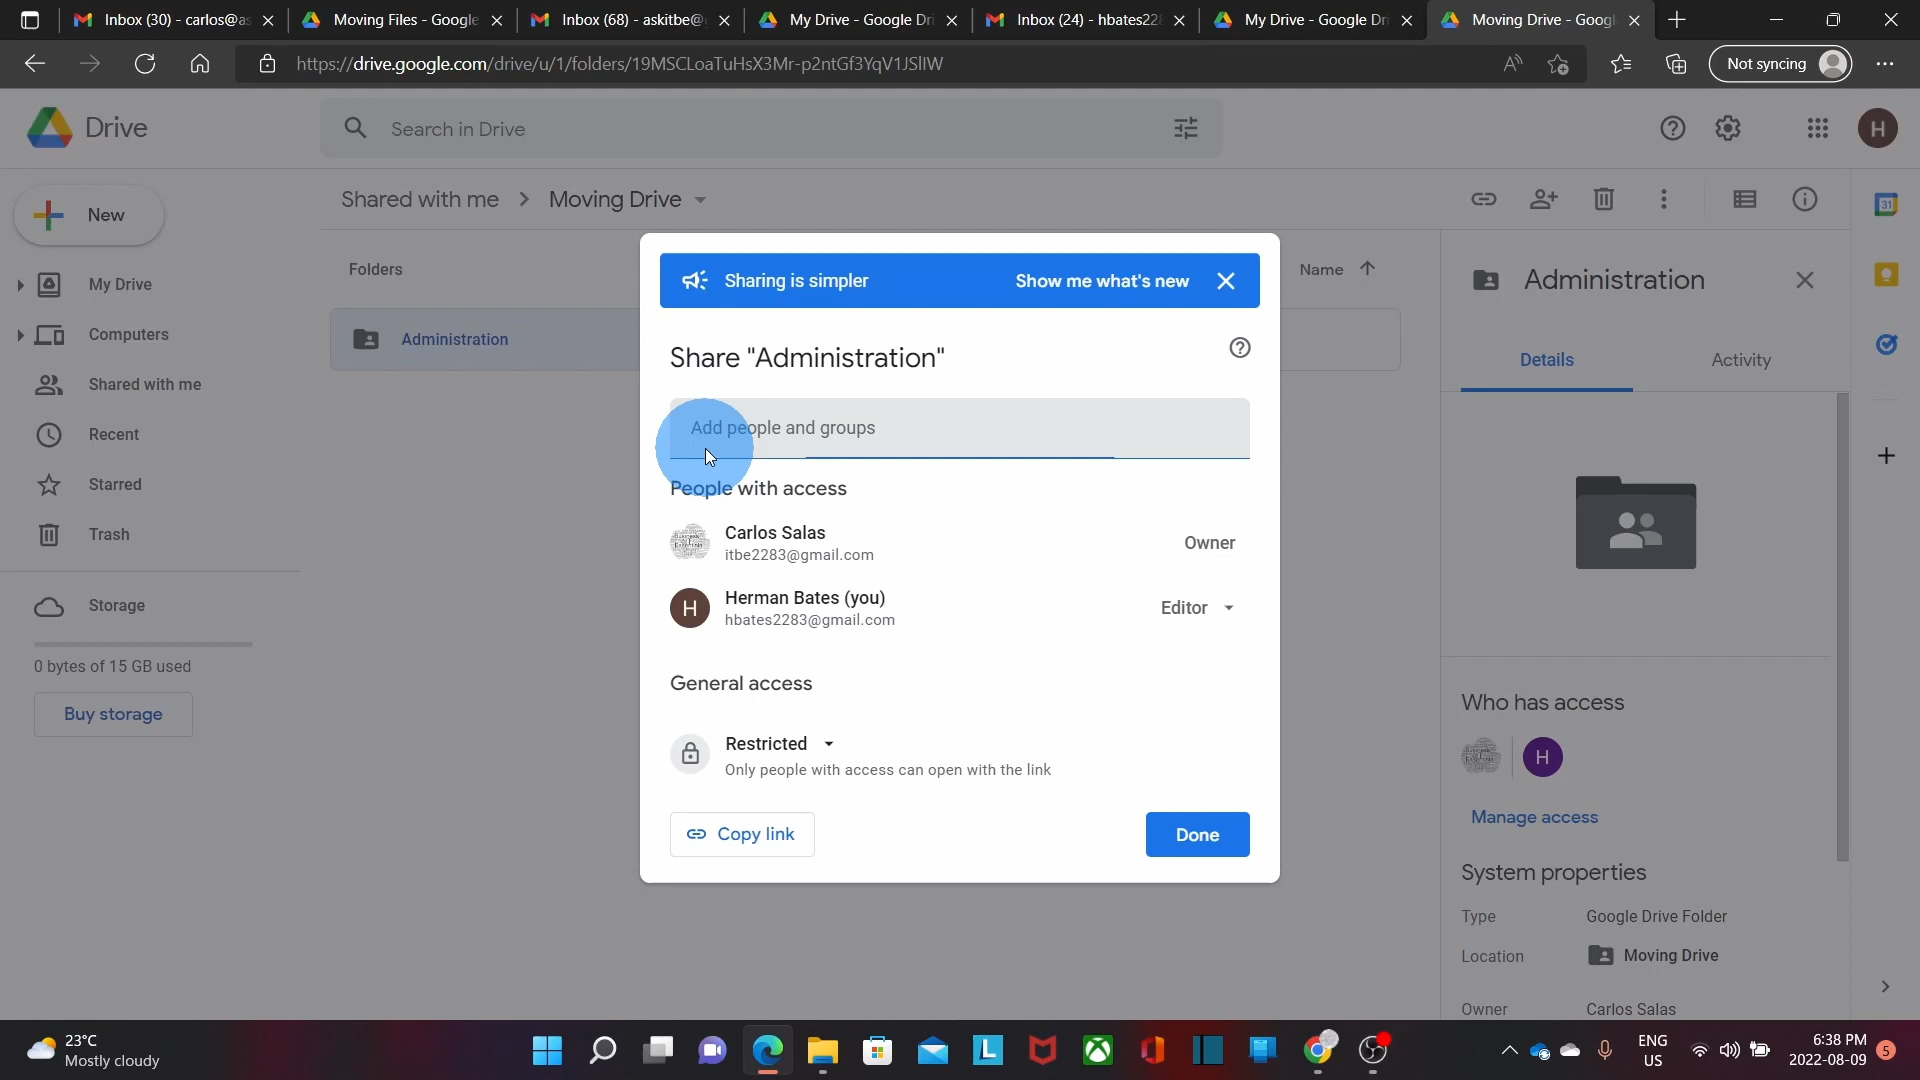 Inbox (30) - carlos@as
Moving Files - Google
Inbox (68) - askitbe@g
My Drive - Google Dri
Inbox (24) - hbates228
My Drive - Google Dri
Moving Drive - Googl
https://drive.google.com/drive/u/1/folders/19MSCLoaTuHsX3Mr-p2ntGf3YqV1JSlIW
Not syncing
Drive
Search in Drive
H
New
Shared with me > Moving Drive
31
My Drive
Computers
Shared with me
Recent
Starred
Trash
Storage
0 bytes of 15 GB used
Buy storage
Folders
Name
Administration
Sharing is simpler
Show me what's new
Share "Administration"
Add people and groups
People with access
Carlos Salas
itbe2283@gmail.com
Owner
H
Herman Bates (you)
hbates2283@gmail.com
Editor
General access
Restricted
Only people with access can open with the link
Copy link
Done
Administration
Details
Activity
Who has access
H
Manage access
System properties
Type
Google Drive Folder
Location
Moving Drive
Owner
Carlos Salas
23°C
Mostly cloudy
L
ENG
US
6:38 PM
2022-08-09
5